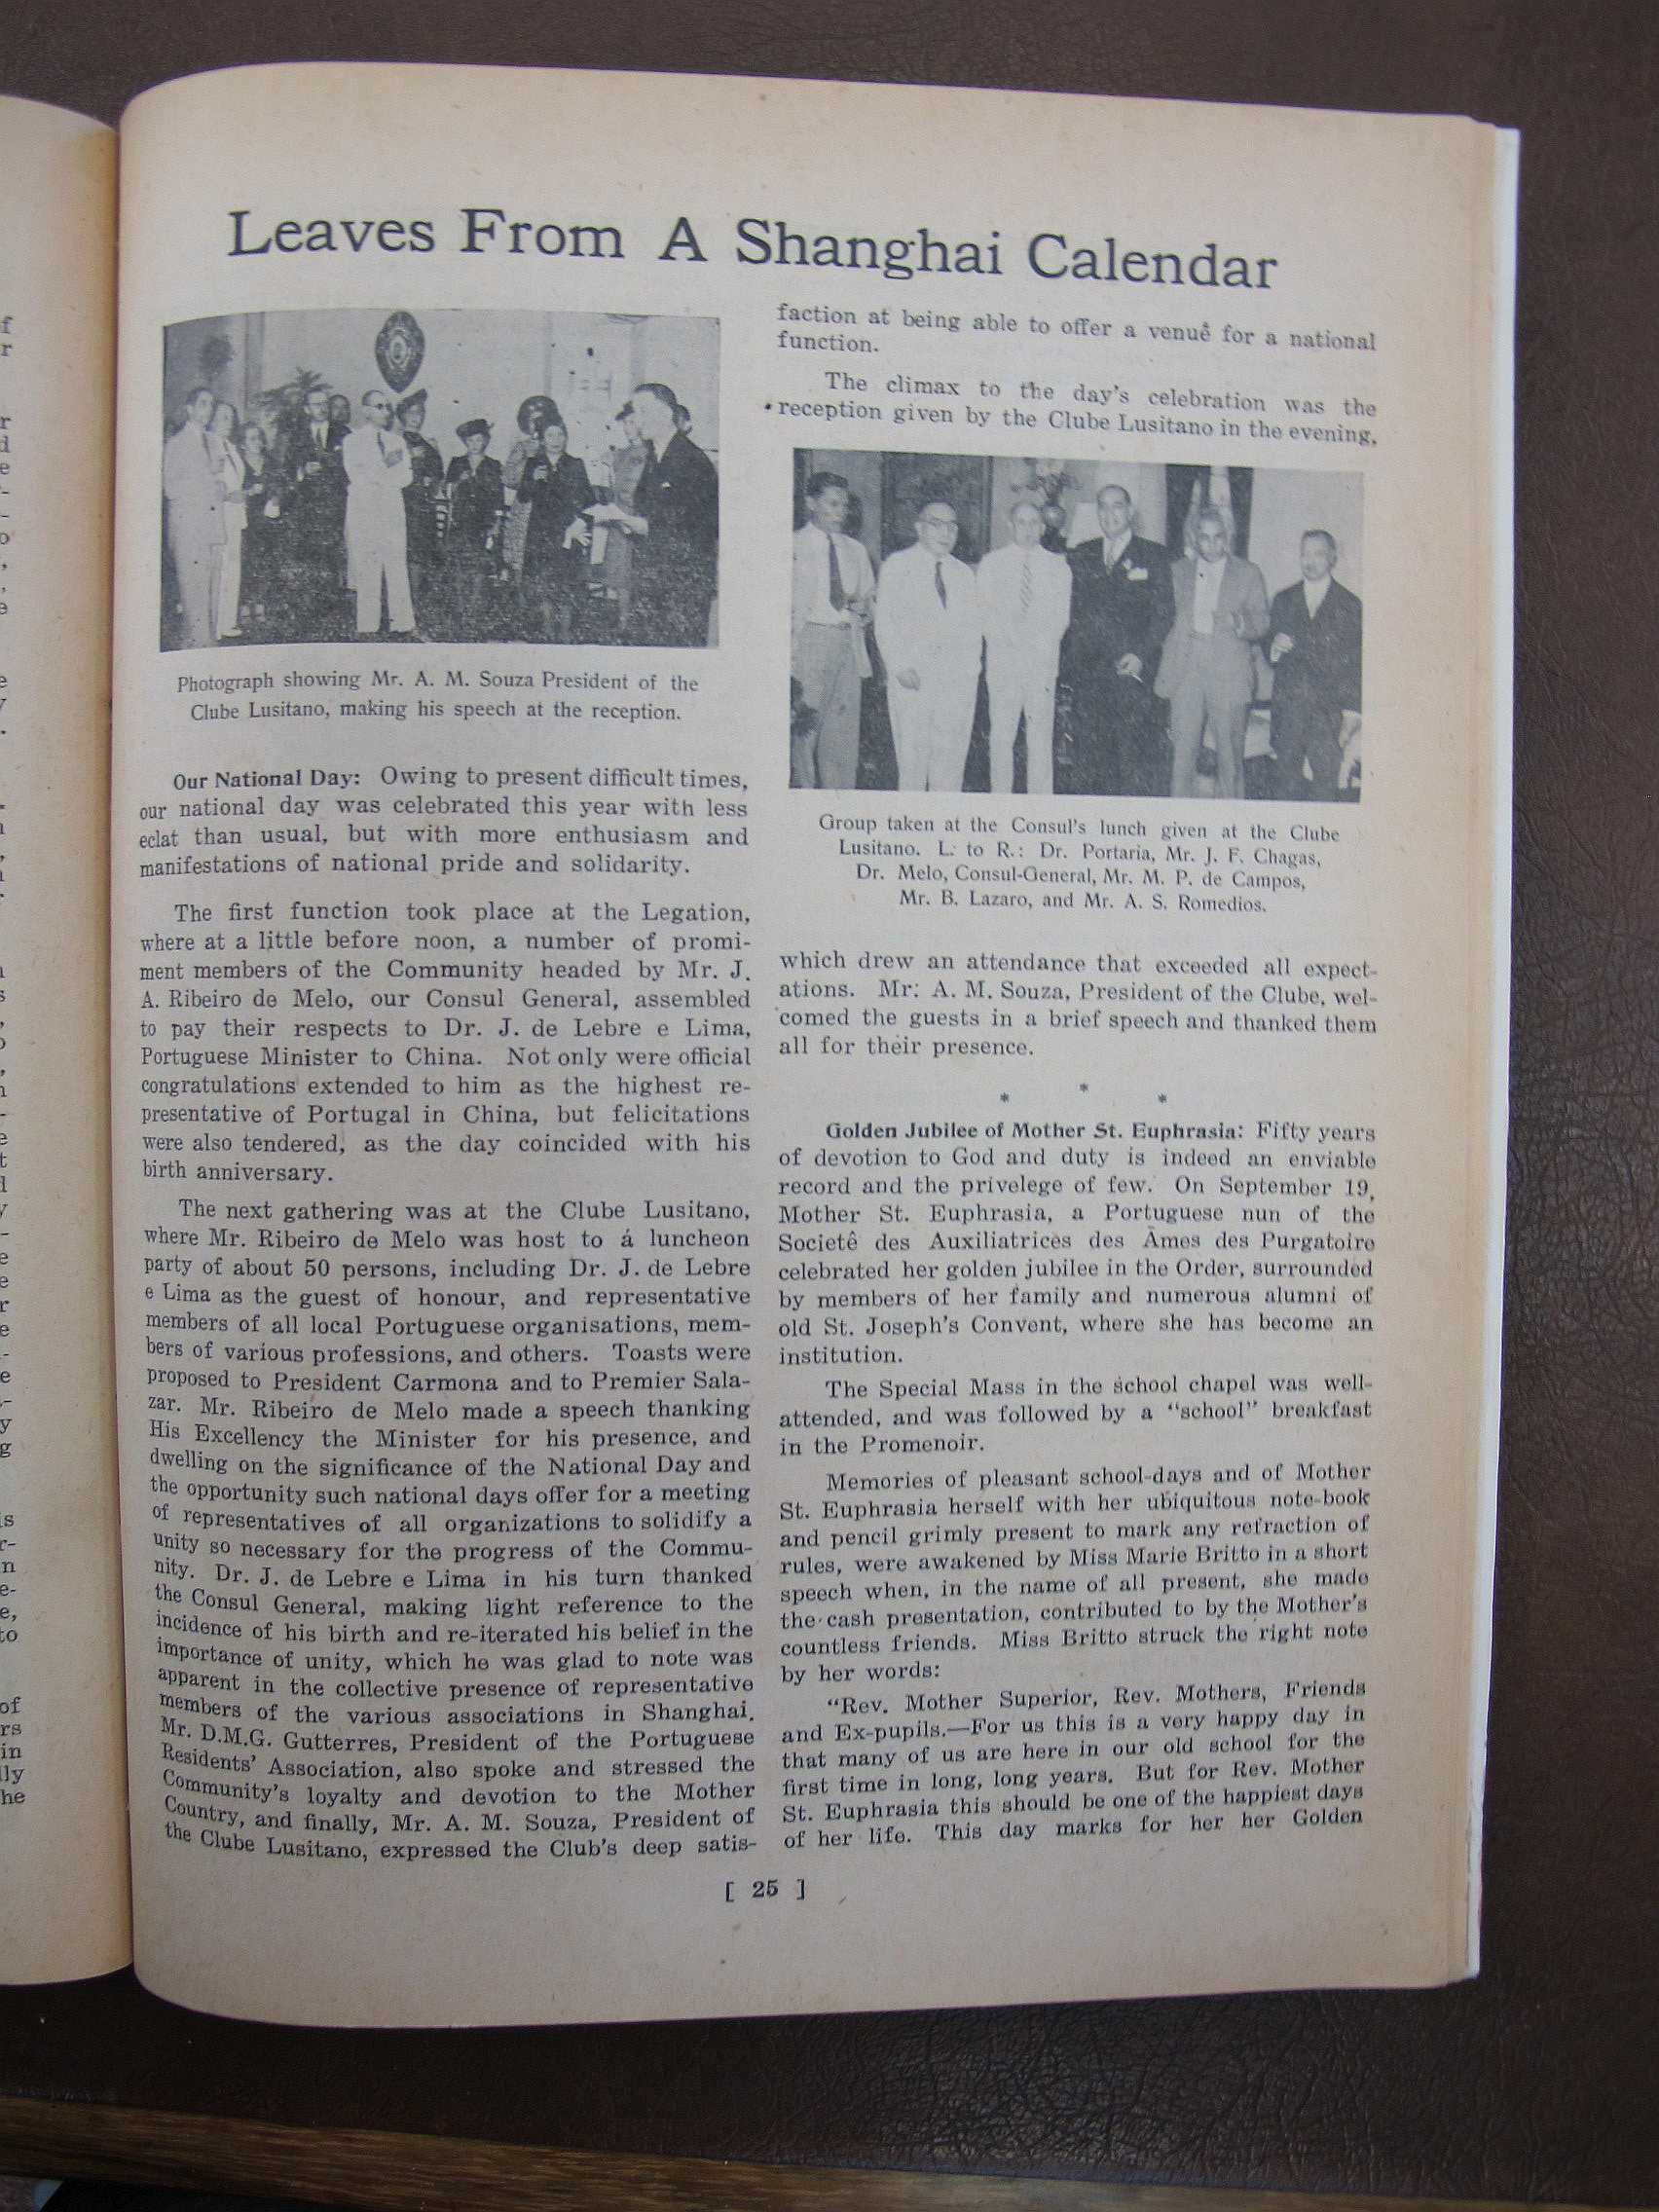 Leaves From A Shanghai Calendar
Photograph showing Mr. A. M. Souza President of the
Clube Lusitano, making his speech at the reception.
Our National Day: Owing to present difficult times,
our national day was celebrated this year with less
eclat than usual, but with more enthusiasm and
manifestations of national pride and solidarity.
The first function took place at the Legation,
where at a little before noon, a number of promi-
ment members of the Community headed by Mr. J.
A. Ribeiro de Melo, our Consul General, assembled
to pay their respects to Dr. J. de Lebre e Lima,
Portuguese Minister to China. Not only were official
congratulations extended to him as the highest re-
presentative of Portugal in China, but felicitations
were also tendered, as the day coincided with his
birth anniversary.
The next gathering was at the Clube Lusitano,
where Mr. Ribeiro de Melo was host to á luncheon
party of about 50 persons, including Dr. J. de Lebre
e Lima as the guest of honour, and representative
members of all local Portuguese organisations, mem-
bers of various professions, and others. Toasts were
proposed to President Carmona and to Premier Sala-
zar. Mr. Ribeiro de Melo made a speech thanking
His Excellency the Minister for his presence, and
dwelling on the significance of the National Day and
the opportunity such national days offer for a meeting
of representatives of all organizations to solidify a
unity so necessary for the progress of the Commu-
nity. Dr. J. de Lebre e Lima in his turn thanked
the Consul General, making light reference to the
incidence of his birth and re-iterated his belief in the
importance of unity, which he was glad to note was
apparent in the collective presence of representative
members of the various associations in Shanghai.
Mr. D.M.G. Gutterres, President of the Portuguese
Residents' Association, also spoke and stressed the
Community's loyalty and devotion to the Mother
Country, and finally, Mr. A. M. Souza, President of
the Clube Lusitano, expressed the Club's deep satis-
faction at being able to offer a venuê for a national
function.
The climax to the day's celebration was the
reception given by the Clube Lusitano in the evening,
Group taken at the Consul's lunch given at the Clube
Lusitano. L. to R.: Dr. Portaria, Mr. J. F. Chagas,
Dr. Melo, Consul-General, Mr. M. P. de Campos,
Mr. B. Lazaro, and Mr. A. S. Romedios.
which drew an attendance that exceeded all expect-
ations. Mr. A. M. Souza, President of the Clube, wel-
comed the guests in a brief speech and thanked them
all for their presence.
* * *
Golden Jubilee of Mother St. Euphrasia: Fifty years
of devotion to God and duty is indeed an enviable
record and the privelege of few. On September 19,
Mother St. Euphrasia, a Portuguese nun of the
Societê des Auxiliatrices des Âmes des Purgatoire
celebrated her golden jubilee in the Order, surrounded
by members of her family and numerous alumni of
old St. Joseph's Convent, where she has become an
institution.
The Special Mass in the school chapel was well-
attended, and was followed by a "school" breakfast
in the Promenoir.
Memories of pleasant school-days and of Mother
St. Euphrasia herself with her ubiquitous note-book
and pencil grimly present to mark any refraction of
rules, were awakened by Miss Marie Britto in a short
speech when, in the name of all present, she made
the cash presentation, contributed to by the Mother's
countless friends. Miss Britto struck the right note
by her words:
"Rev. Mother Superior, Rev. Mothers, Friends
and Ex-pupils.—For us this is a very happy day in
that many of us are here in our old school for the
first time in long, long years. But for Rev. Mother
St. Euphrasia this should be one of the happiest days
of her life. This day marks for her her Golden
[ 25 ]